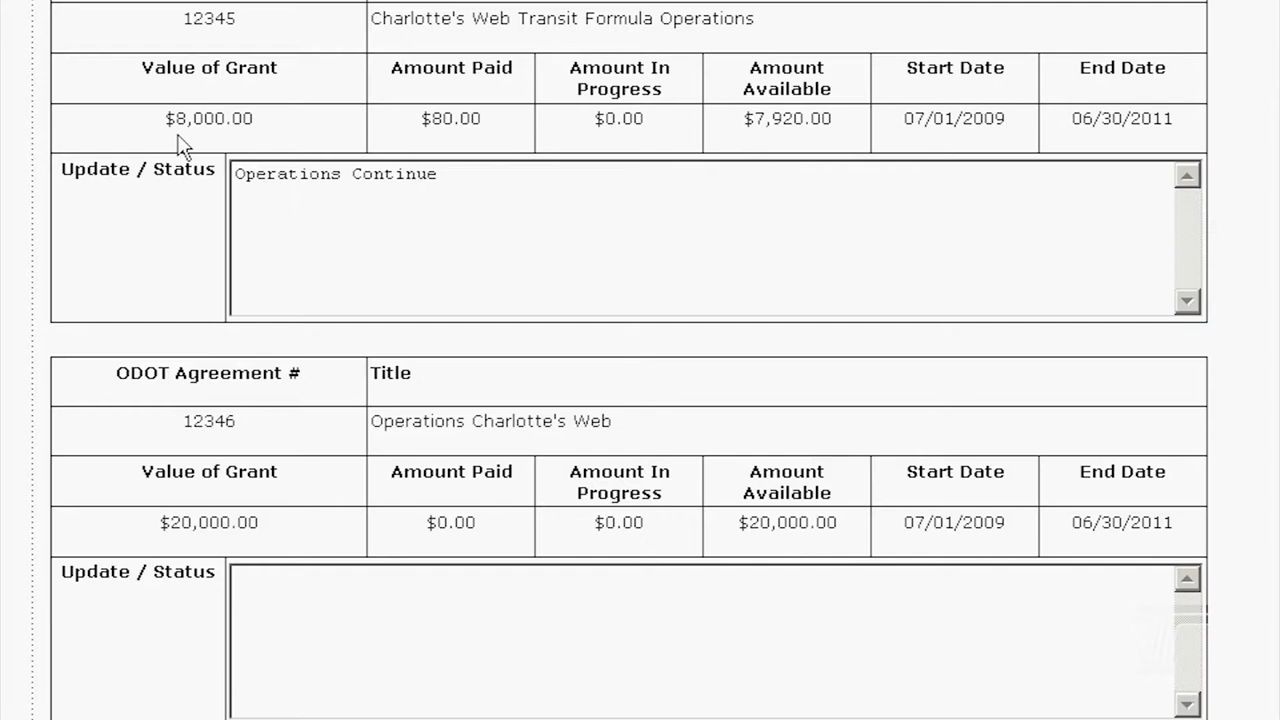 12345 Charlotte's Web Transit Formula Operations
Value of Grant Amount Paid Amount In Progress Amount Available Start Date End Date
$8,000.00 $80.00 $0.00 $7,920.00 07/01/2009 06/30/2011
Update / Status Operations Continue
ODOT Agreement # Title
12346 Operations Charlotte's Web
Value of Grant Amount Paid Amount In Progress Amount Available Start Date End Date
$20,000.00 $0.00 $0.00 $20,000.00 07/01/2009 06/30/2011
Update / Status